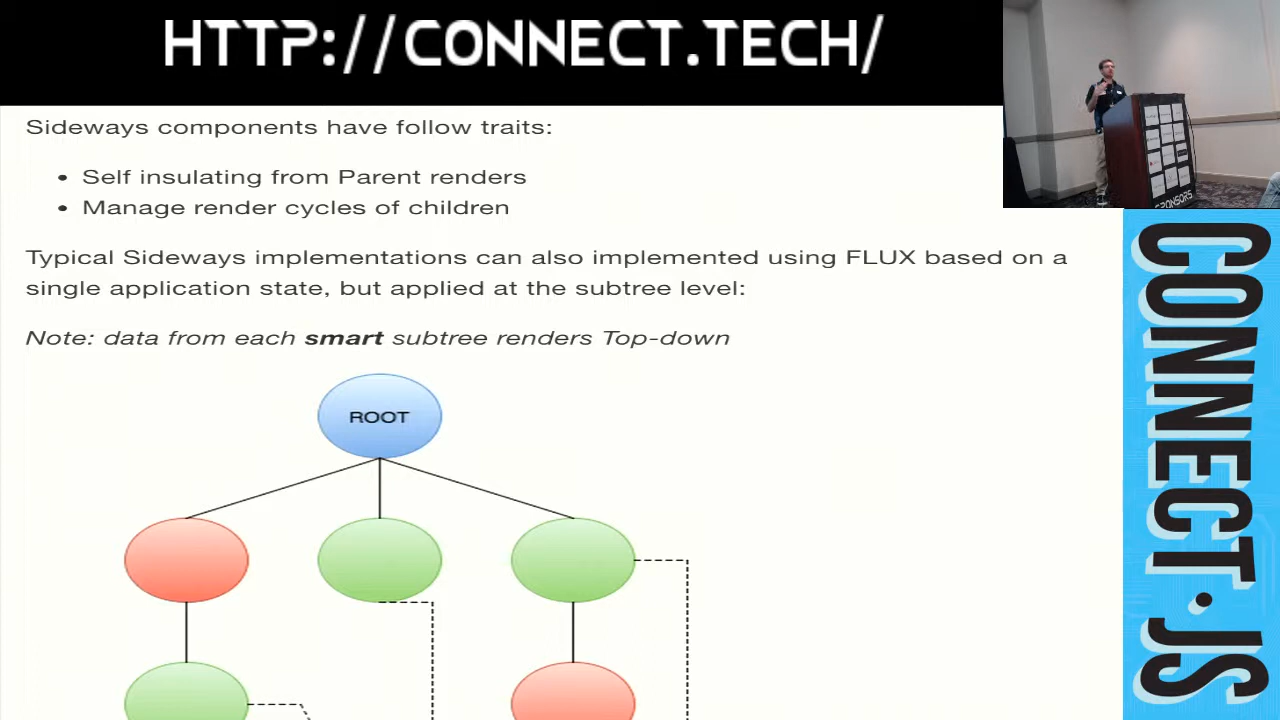 HTTP://CONNECT.TECH/
Sideways components have follow traits:
• Self insulating from Parent renders
• Manage render cycles of children
Typical Sideways implementations can also implemented using FLUX based on a
single application state, but applied at the subtree level:
Note: data from each smart subtree renders Top-down
ROOT
SPONSORS
CONNECT.JS